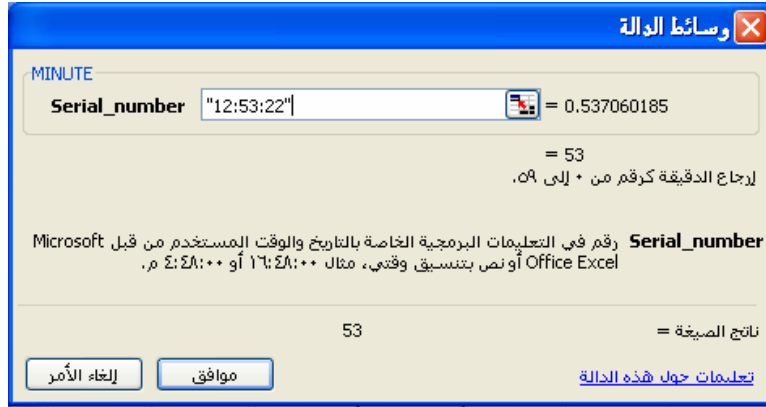 وسائط الدالة
MINUTE
Serial_number "12:53:22" = 0.537060185
= 53
إرجاع الدقيقة كرقم من ٠ إلى ٥٩.
Serial_number رقم في التعليمات البرمجية الخاصة بالتاريخ والوقت المستخدم من قبل Microsoft
Office Excel أو نص بتنسيق وقتي، مثال ١٦:٤٨:٠٠ أو ٤:٤٨:٠٠ م.
ناتج الصيغة = 53
تعليمات حول هذه الدالة موافق إلغاء الأمر